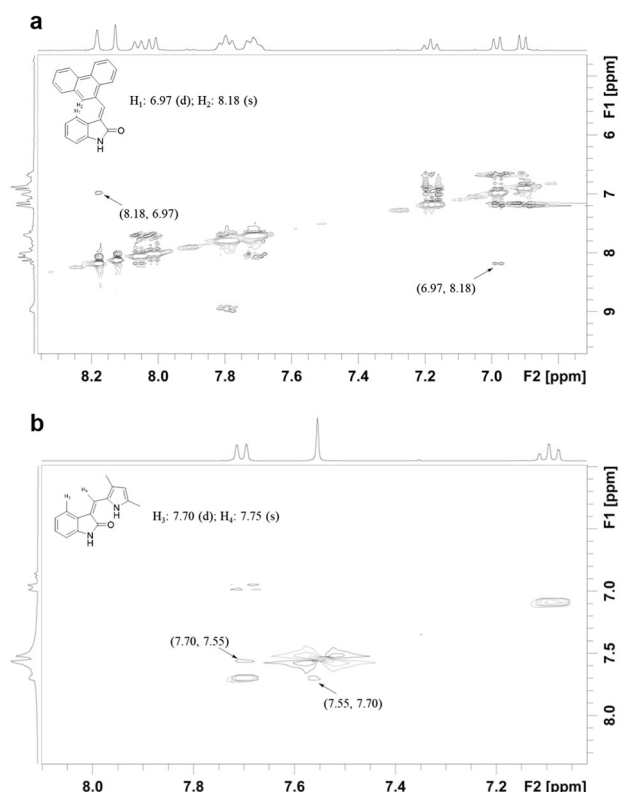 a
H₂
H₁
O
NH
H₁: 6.97 (d); H₂: 8.18 (s)
(8.18, 6.97)
(6.97, 8.18)
6
7
8
9
F1 [ppm]
8.2 8.0 7.8 7.6 7.4 7.2 7.0 F2 [ppm]
b
H₃
H₄
O
NH
NH
H₃: 7.70 (d); H₄: 7.75 (s)
(7.70, 7.55)
(7.55, 7.70)
7.0
7.5
8.0
F1 [ppm]
8.0 7.8 7.6 7.4 7.2 F2 [ppm]